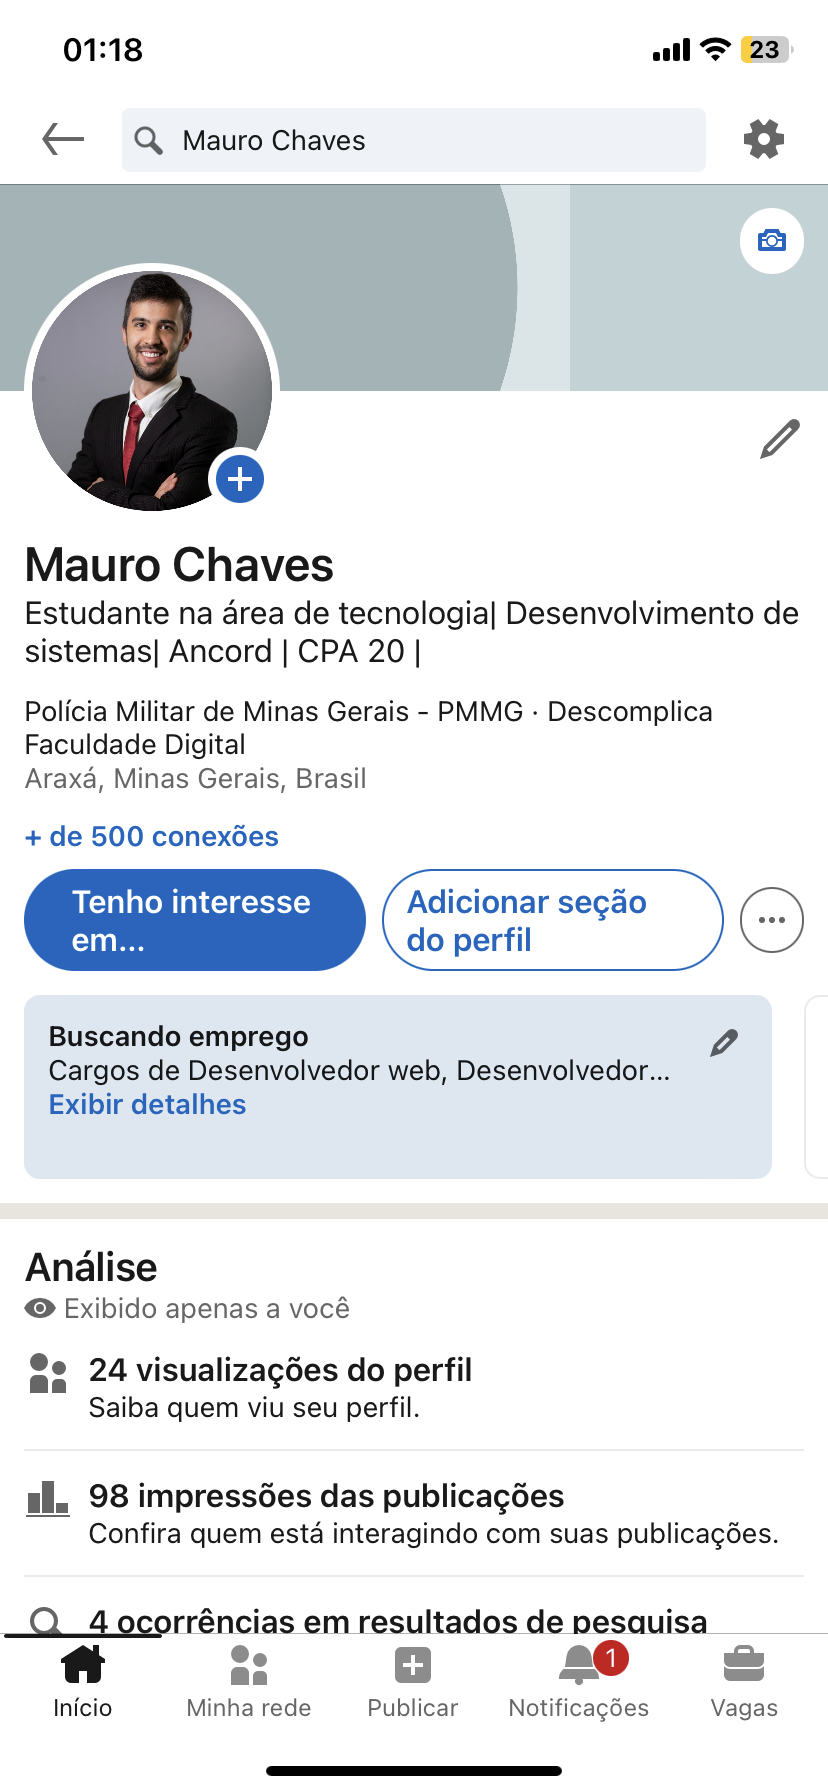 01:18
23
Mauro Chaves
Mauro Chaves
Estudante na área de tecnologia| Desenvolvimento de
sistemas| Ancord | CPA 20 |
Polícia Militar de Minas Gerais - PMMG · Descomplica
Faculdade Digital
Araxá, Minas Gerais, Brasil
+ de 500 conexões
Tenho interesse
em...
Adicionar seção
do perfil
Buscando emprego
Cargos de Desenvolvedor web, Desenvolvedor...
Exibir detalhes
Análise
Exibido apenas a você
24 visualizações do perfil
Saiba quem viu seu perfil.
98 impressões das publicações
Confira quem está interagindo com suas publicações.
4 ocorrências em resultados de pesquisa
1
Início
Minha rede
Publicar
Notificações
Vagas